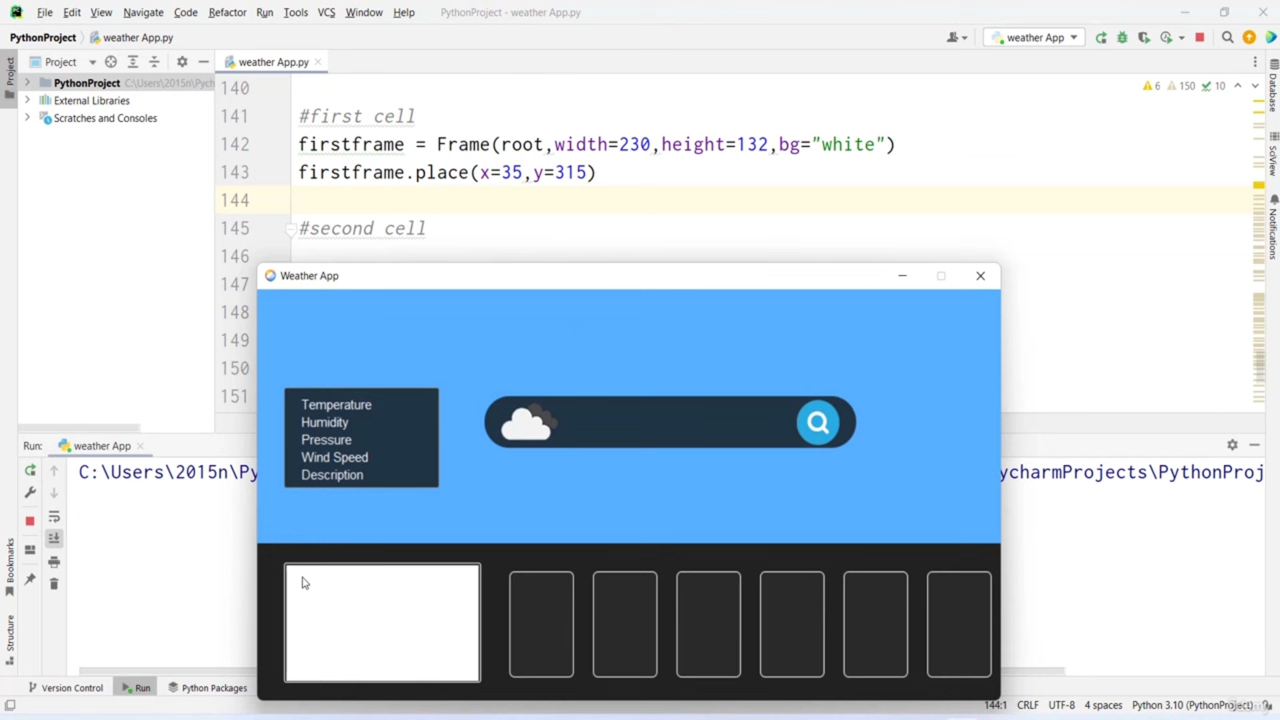 File Edit View Navigate Code Refactor Run Tools VCS Window Help PythonProject - weather App.py
PythonProject weather App.py weather App
Project weather App.py
PythonProject C:\Users\2015n\Pych
External Libraries
Scratches and Consoles
6 150 10
140
141 #first cell
142 firstframe = Frame(root,width=230,height=132,bg="white")
143 firstframe.place(x=35,y=315)
144
145 #second cell
146
147
148
149
150
151
Weather App
Temperature
Humidity
Pressure
Wind Speed
Description
Run: weather App
C:\Users\2015n\Py
ycharmProjects\PythonProj
Project
Bookmarks
Structure
Database
SciView
Notifications
Version Control Run Python Packages
144:1 CRLF UTF-8 4 spaces Python 3.10 (PythonProject)